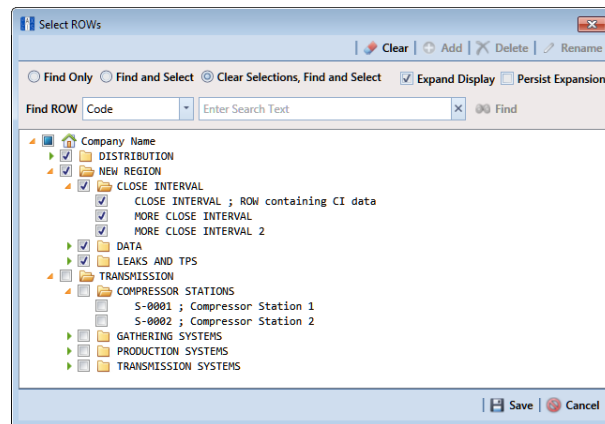 Select ROWs
Clear Add Delete Rename
Find Only Find and Select Clear Selections, Find and Select Expand Display Persist Expansion
Find ROW Code Enter Search Text Find
Company Name
DISTRIBUTION
NEW REGION
CLOSE INTERVAL
CLOSE INTERVAL ; ROW containing CI data
MORE CLOSE INTERVAL
MORE CLOSE INTERVAL 2
DATA
LEAKS AND TPS
TRANSMISSION
COMPRESSOR STATIONS
S-0001 ; Compressor Station 1
S-0002 ; Compressor Station 2
GATHERING SYSTEMS
PRODUCTION SYSTEMS
TRANSMISSION SYSTEMS
Save Cancel